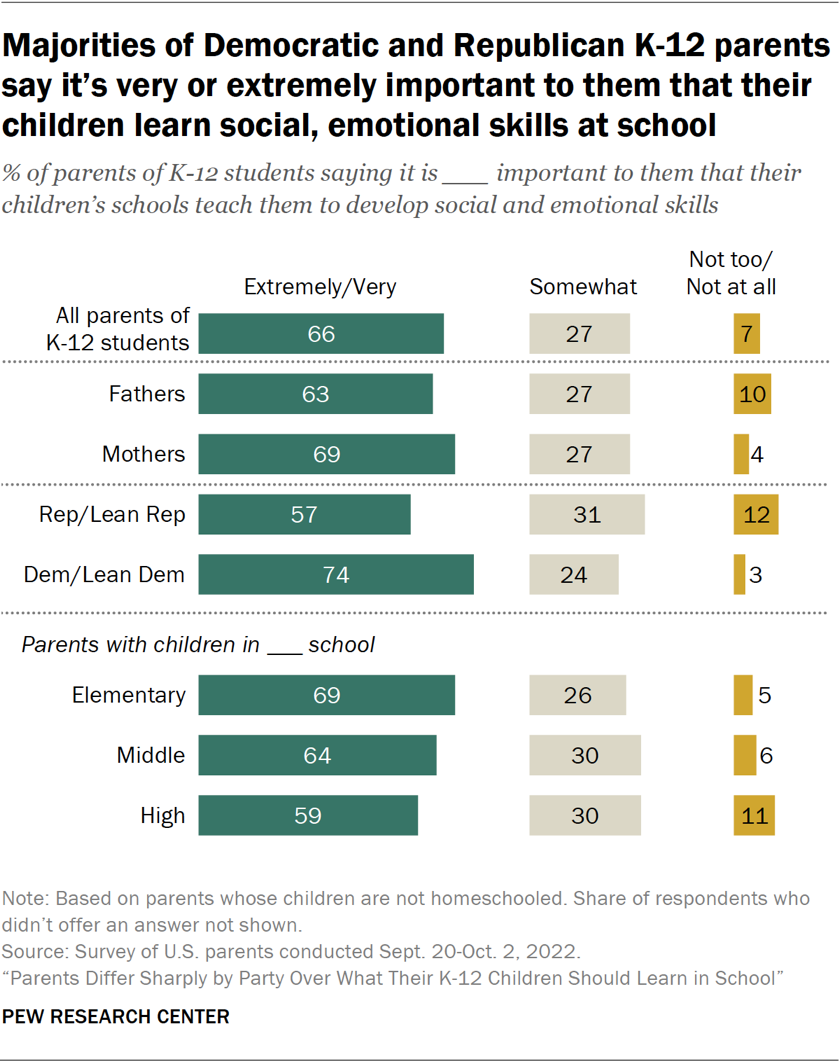 Majorities of Democratic and Republican K-12 parents
say it’s very or extremely important to them that their
children learn social, emotional skills at school
% of parents of K-12 students saying it is ___ important to them that their
children’s schools teach them to develop social and emotional skills
Extremely/Very Somewhat Not too/
Not at all
All parents of
K-12 students 66 27 7
Fathers 63 27 10
Mothers 69 27 4
Rep/Lean Rep 57 31 12
Dem/Lean Dem 74 24 3
Parents with children in ___ school
Elementary 69 26 5
Middle 64 30 6
High 59 30 11
Note: Based on parents whose children are not homeschooled. Share of respondents who
didn’t offer an answer not shown.
Source: Survey of U.S. parents conducted Sept. 20-Oct. 2, 2022.
“Parents Differ Sharply by Party Over What Their K-12 Children Should Learn in School”
PEW RESEARCH CENTER